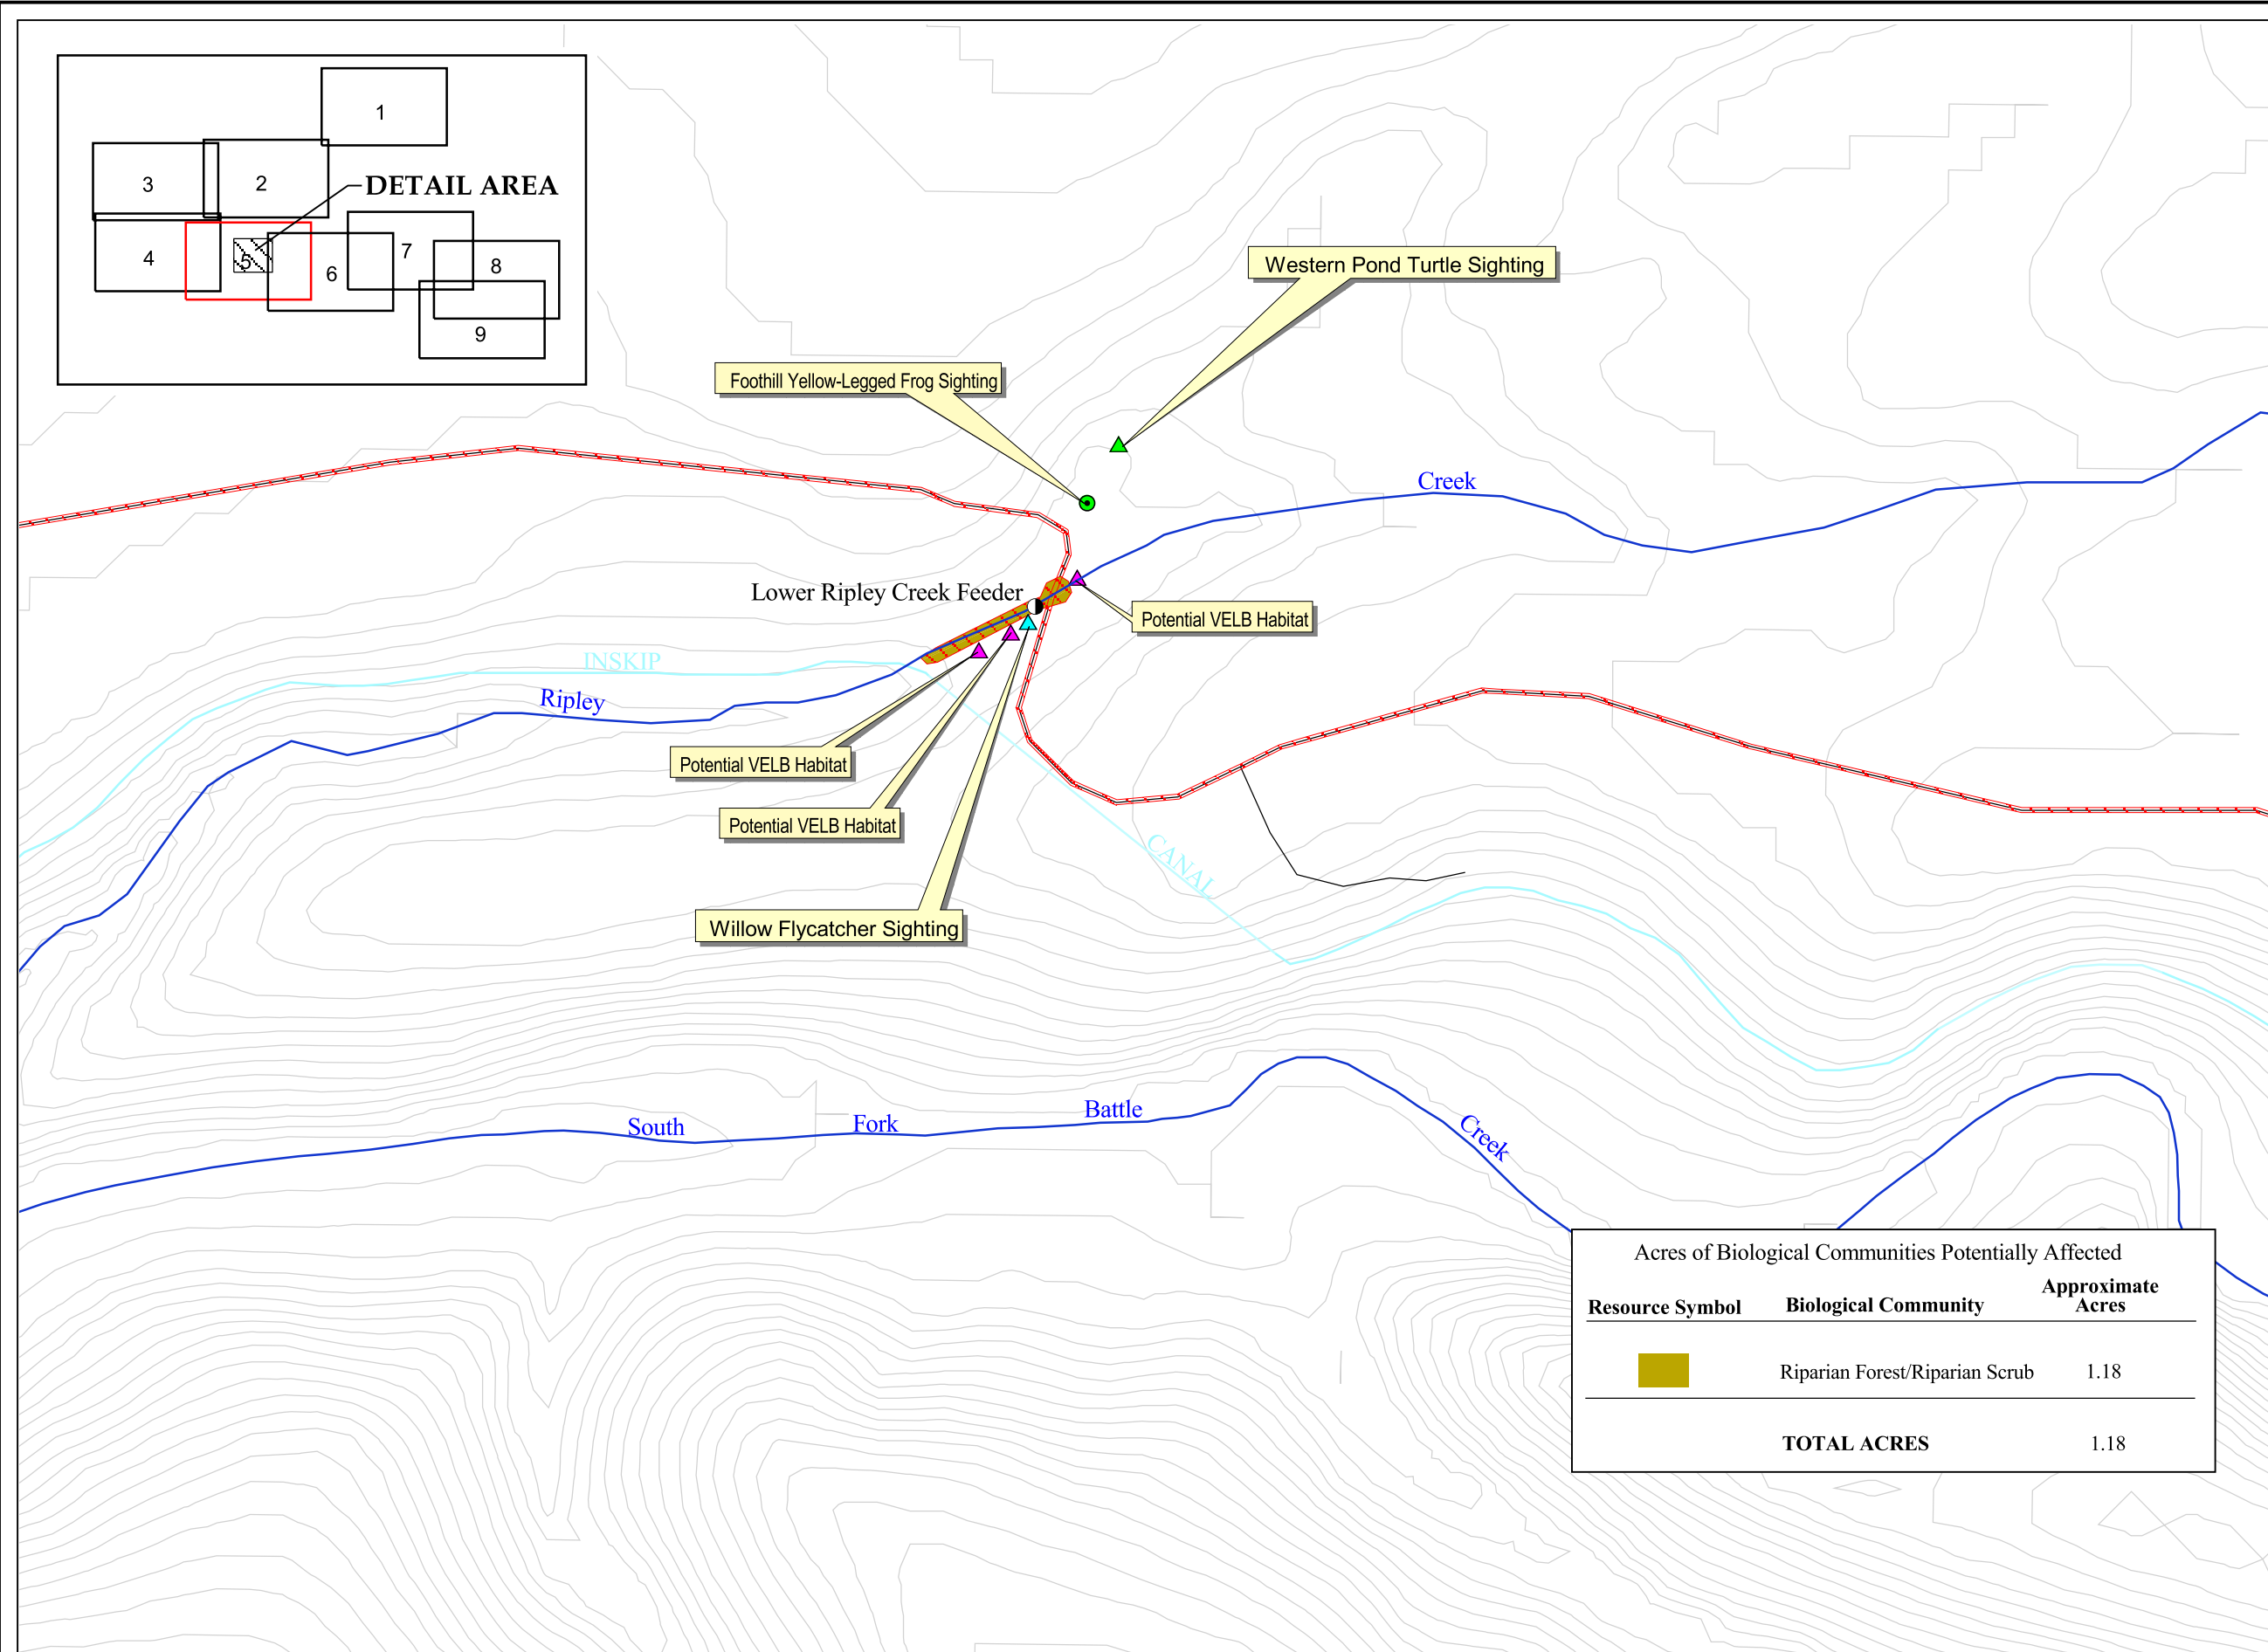 1
3
2
DETAIL AREA
4
5
6
7
8
9
Western Pond Turtle Sighting
Foothill Yellow-Legged Frog Sighting
Creek
Lower Ripley Creek Feeder
Potential VELB Habitat
INSKIP
Ripley
Potential VELB Habitat
Potential VELB Habitat
CANAL
Willow Flycatcher Sighting
South Fork Battle Creek
Acres of Biological Communities Potentially Affected
Resource Symbol Biological Community Approximate Acres
Riparian Forest/Riparian Scrub 1.18
TOTAL ACRES 1.18